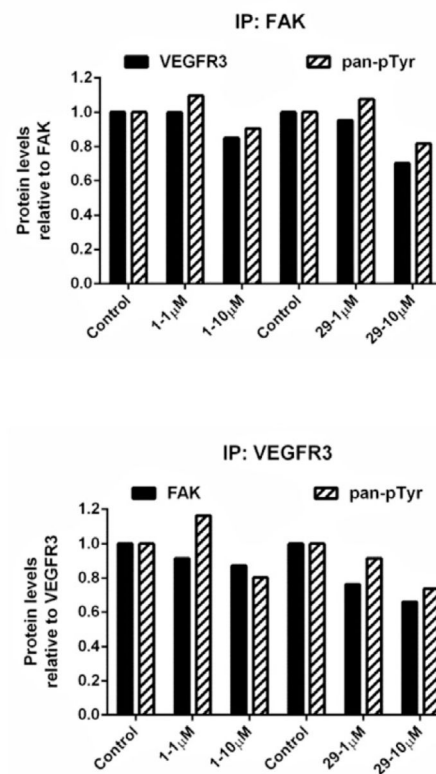 IP: FAK
VEGFR3 pan-pTyr
Protein levels
relative to FAK
1.2
1.0
0.8
0.6
0.4
0.2
0.0
Control 1-1µM 1-10µM Control 29-1µM 29-10µM
IP: VEGFR3
FAK pan-pTyr
Protein levels
relative to VEGFR3
1.2
1.0
0.8
0.6
0.4
0.2
0.0
Control 1-1µM 1-10µM Control 29-1µM 29-10µM